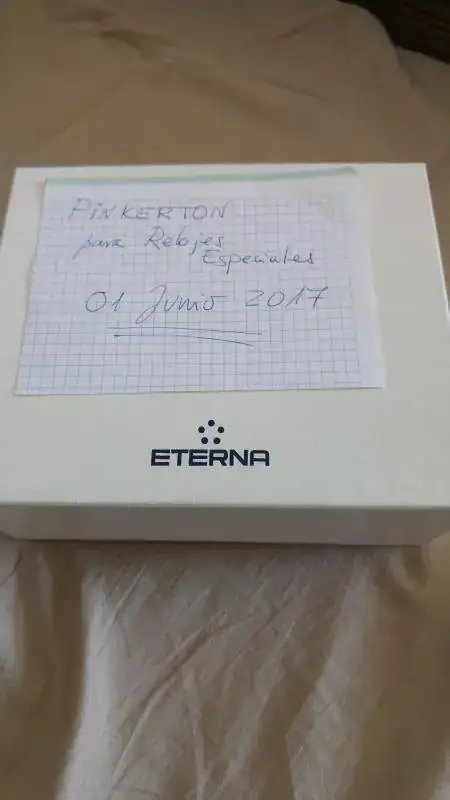 PINKERTON
para Relojes
Especiales
01 Junio 2017
ETERNA